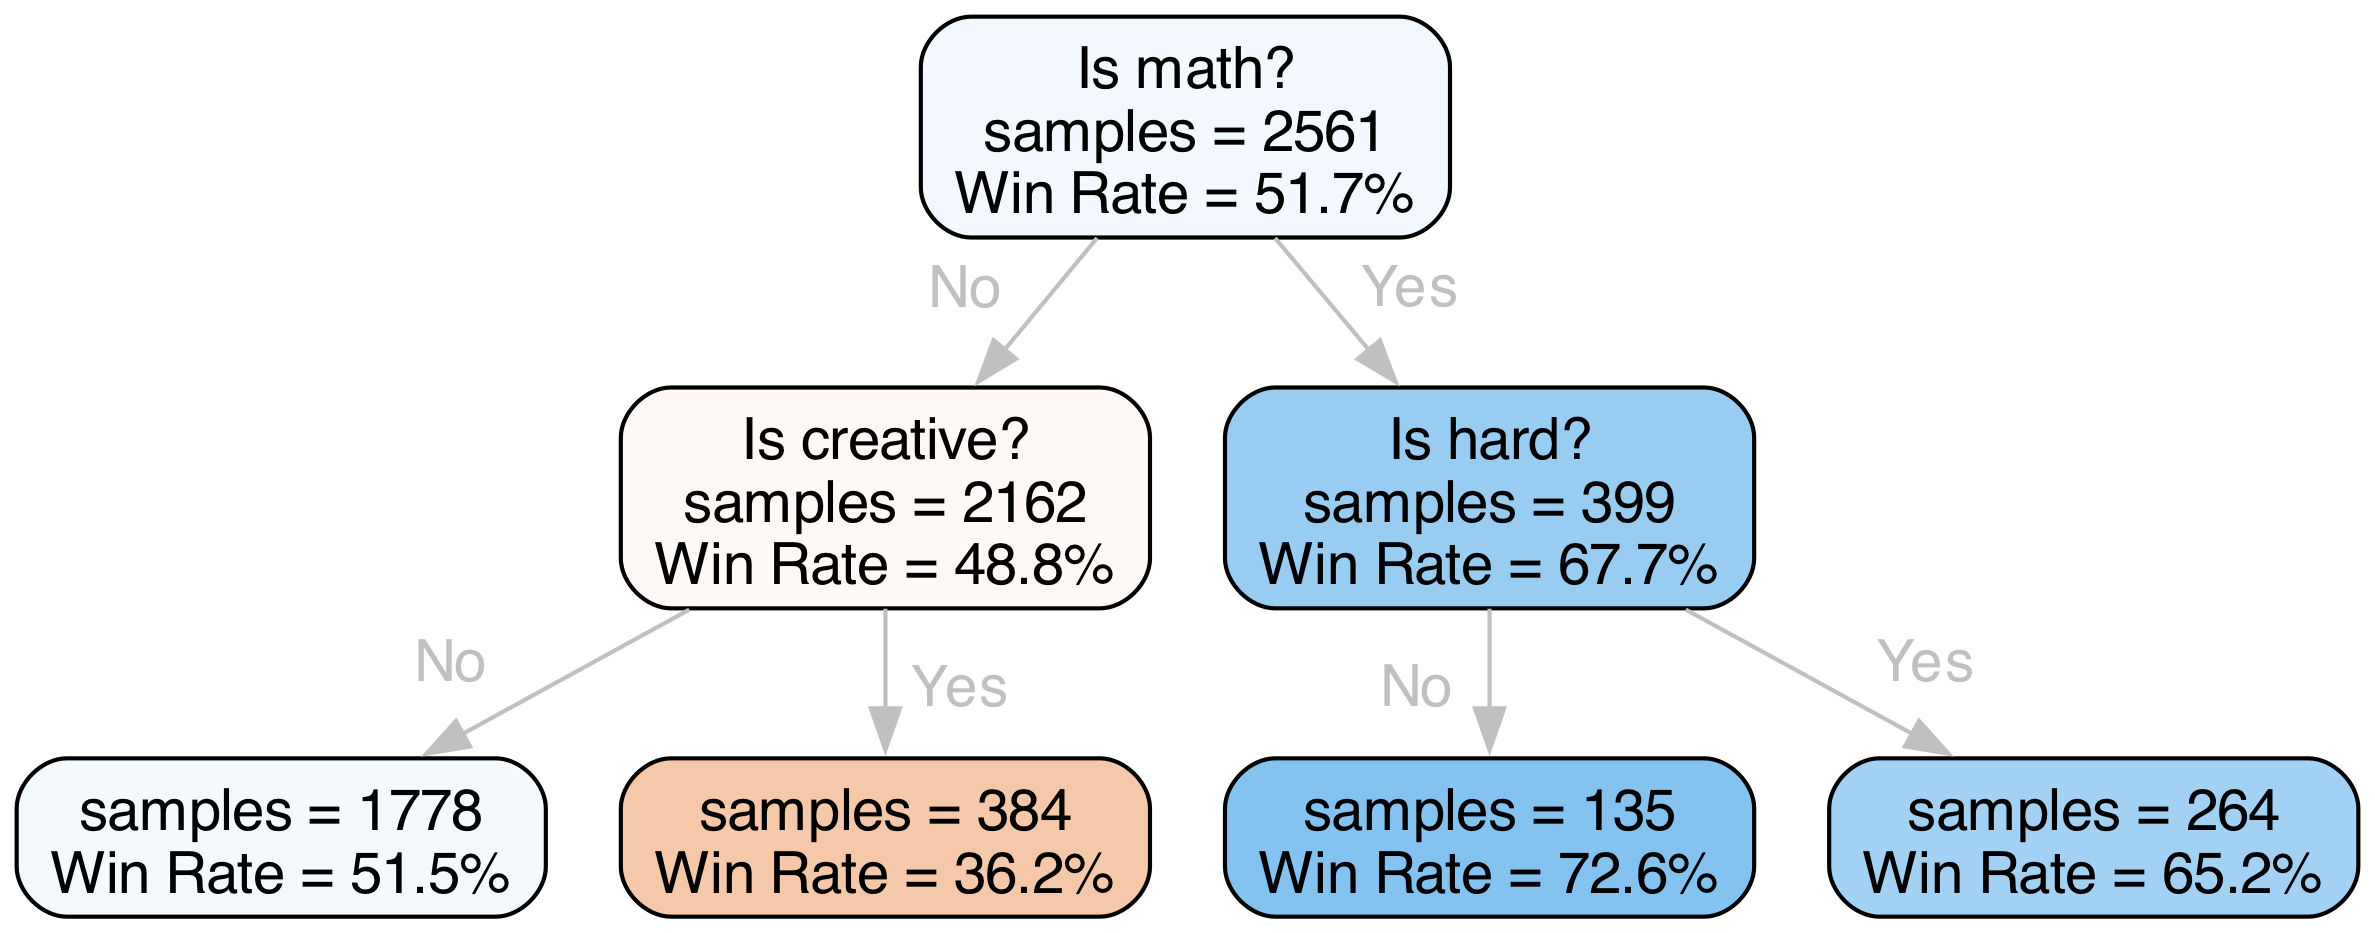 Is math?
samples = 2561
Win Rate = 51.7%
No
Yes
Is creative?
samples = 2162
Win Rate = 48.8%
Is hard?
samples = 399
Win Rate = 67.7%
No
Yes
No
Yes
samples = 1778
Win Rate = 51.5%
samples = 384
Win Rate = 36.2%
samples = 135
Win Rate = 72.6%
samples = 264
Win Rate = 65.2%